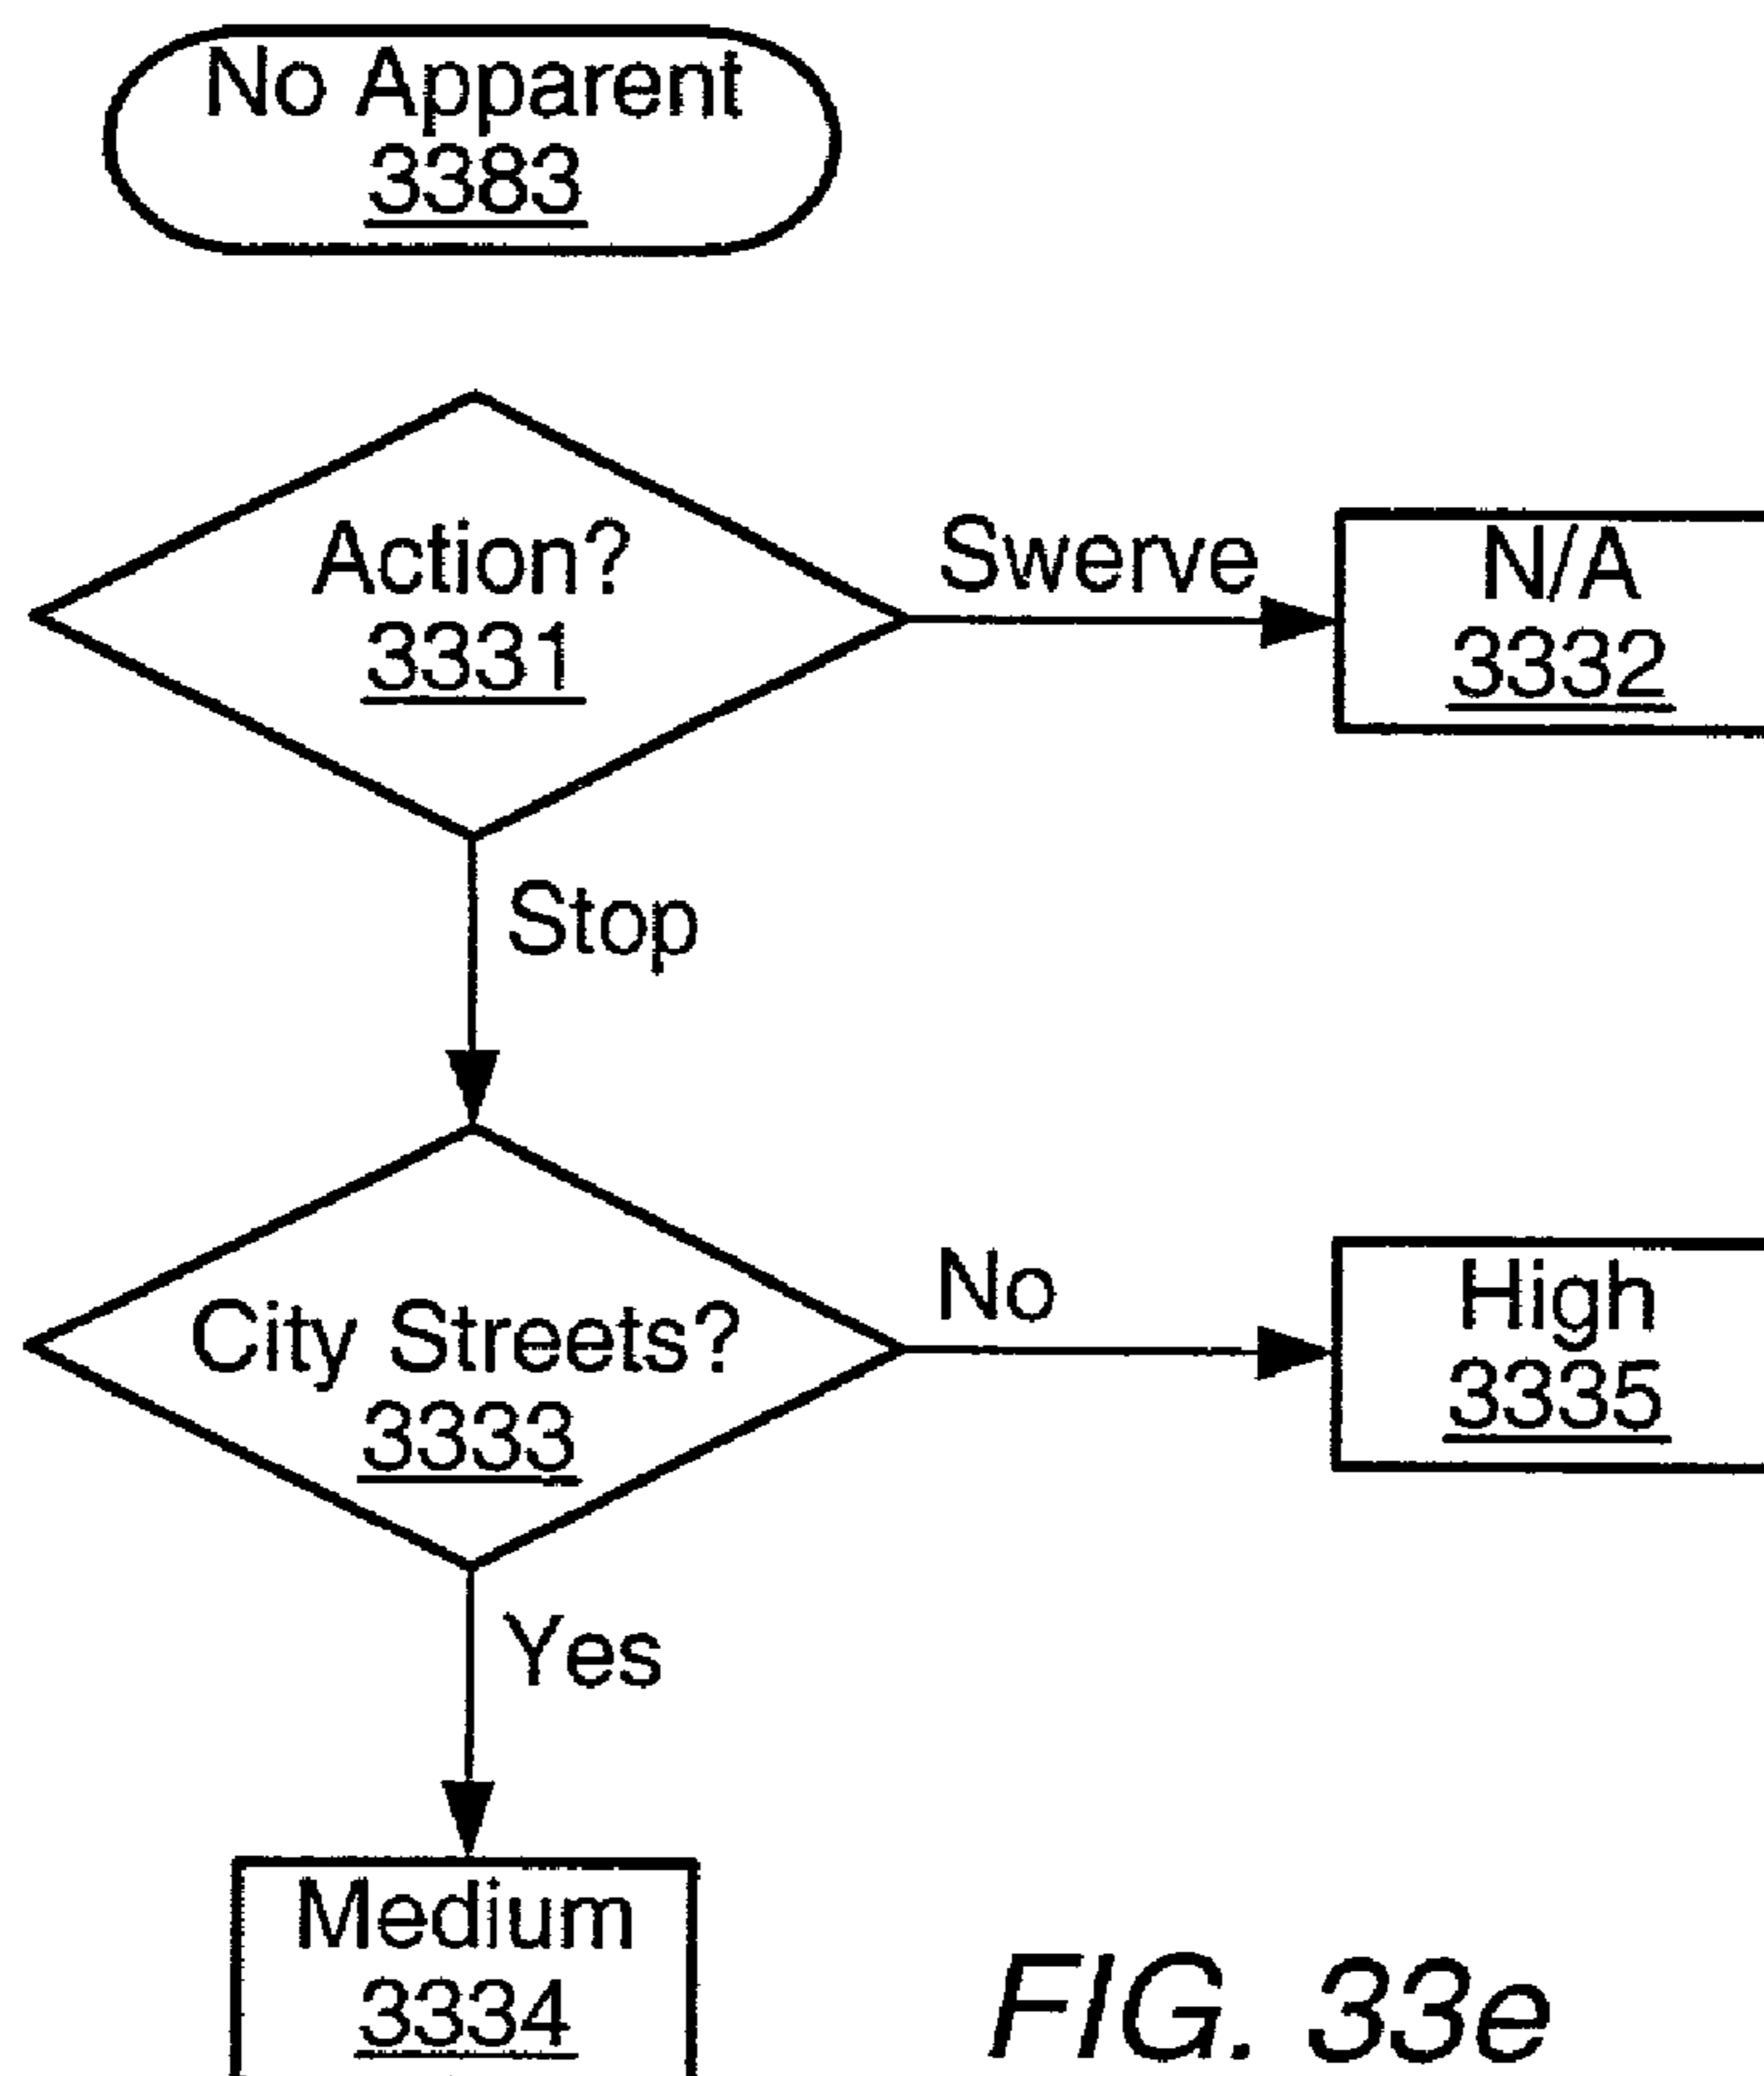 No Apparent
3383
Action?
3331
Swerve
N/A
3332
Stop
City Streets?
3333
No
High
3335
Yes
Medium
3334
FIG. 33e